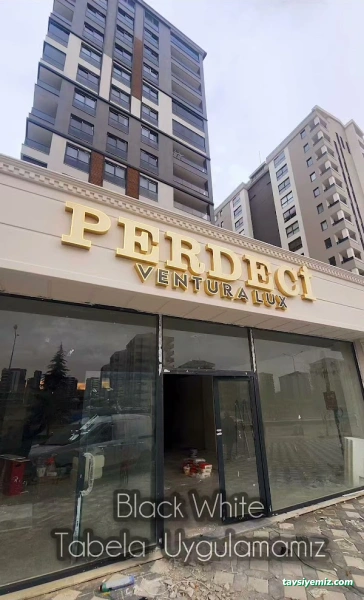 PERDECİ
VENTURA LUX
Black White
Tabela Uygulamamız
tavsiyemiz.com